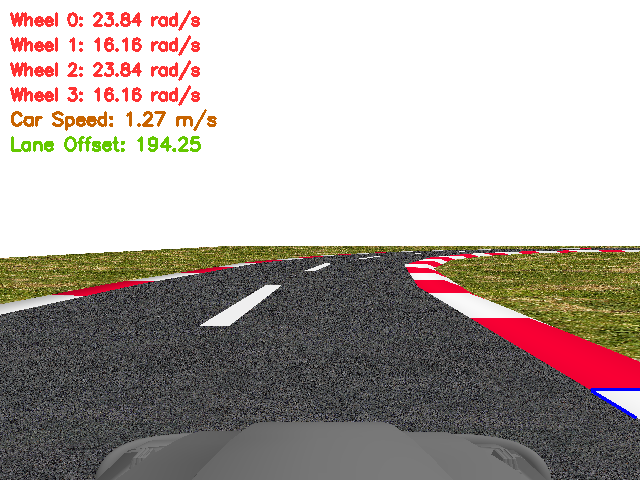 Wheel 0: 23.84 rad/s
Wheel 1: 16.16 rad/s
Wheel 2: 23.84 rad/s
Wheel 3: 16.16 rad/s
Car Speed: 1.27 m/s
Lane Offset: 194.25